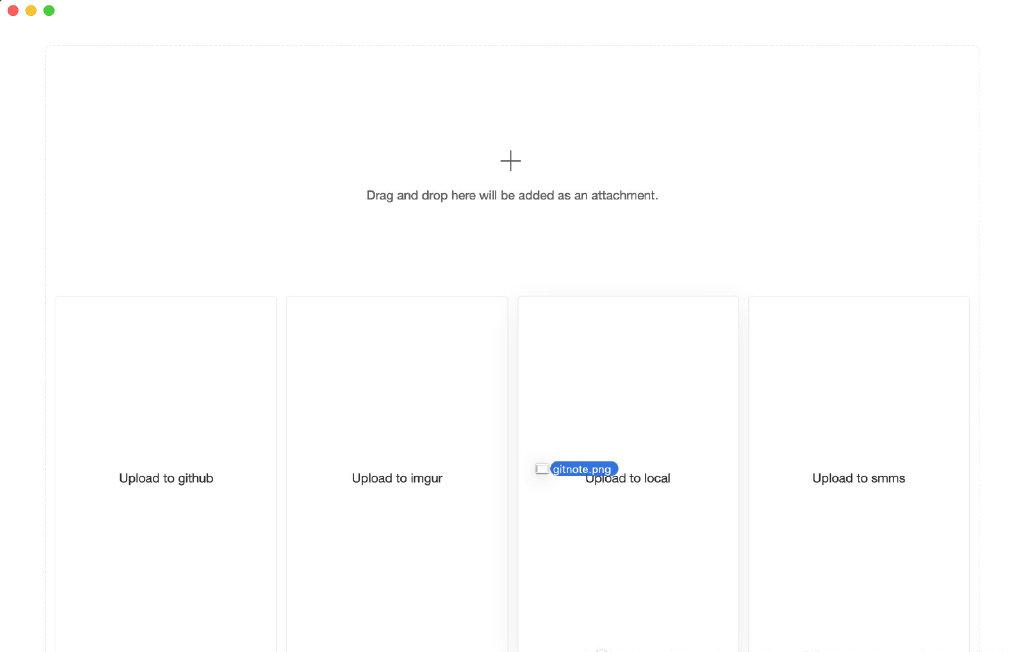 Drag and drop here will be added as an attachment.
Upload to github
Upload to imgur
gitnote.png
Upload to local
Upload to smms